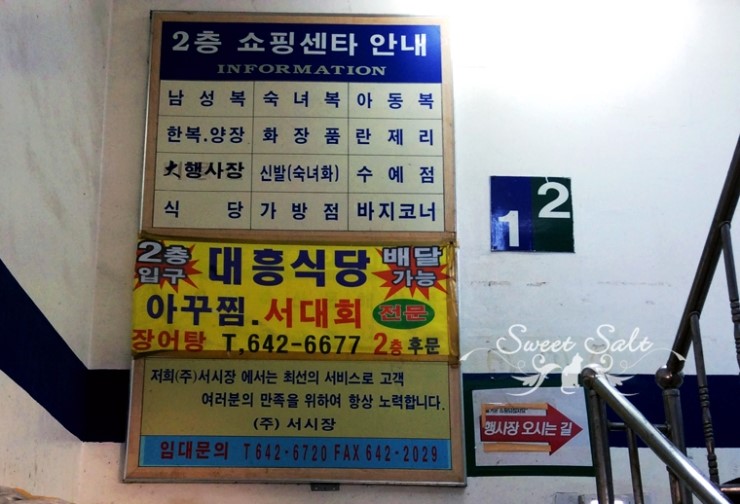 2층 쇼핑센타 안내
INFORMATION
남성복 숙녀복 아동복
한복.양장 화장품 란제리
大행사장 신발(숙녀화) 수예점
식당 가방점 바지코너
2층 입구 대흥식당 배달 가능
아꾸찜.서대회 전문
장어탕 T,642-6677 2층 후문
저희(주)서시장 에서는 최선의 서비스로 고객
여러분의 만족을 위하여 항상 노력합니다.
(주) 서시장
임대문의 T 642-6720 FAX 642-2029
1 2
Sweet Salt
행사장 오시는 길